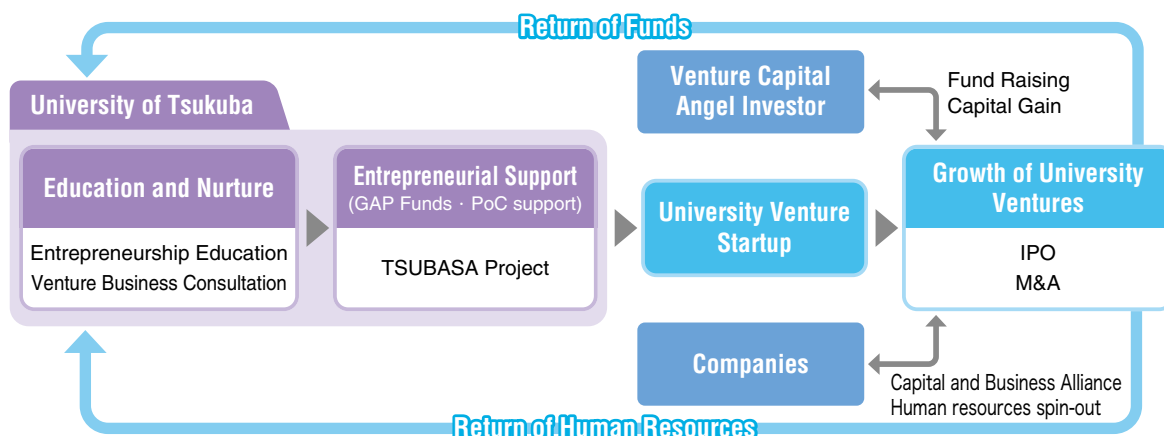 Return of Funds
University of Tsukuba
Education and Nurture
Entrepreneurship Education
Venture Business Consultation
Entrepreneurial Support
(GAP Funds · PoC support)
TSUBASA Project
University Venture
Startup
Venture Capital
Angel Investor
Fund Raising
Capital Gain
Growth of University
Ventures
IPO
M&A
Companies
Capital and Business Alliance
Human resources spin-out
Return of Human Resources